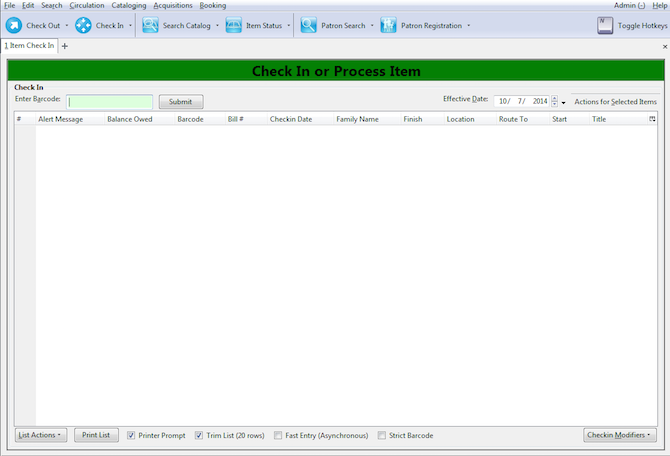 File Edit Search Circulation Cataloging Acquisitions Booking Admin (-) Help
Check Out Check In Search Catalog Item Status Patron Search Patron Registration Toggle Hotkeys
1 Item Check In +
Check In or Process Item
Check In
Enter Barcode: Submit Effective Date: 10/ 7/ 2014 Actions for Selected Items
# Alert Message Balance Owed Barcode Bill # Checkin Date Family Name Finish Location Route To Start Title
List Actions Print List Printer Prompt Trim List (20 rows) Fast Entry (Asynchronous) Strict Barcode Checkin Modifiers